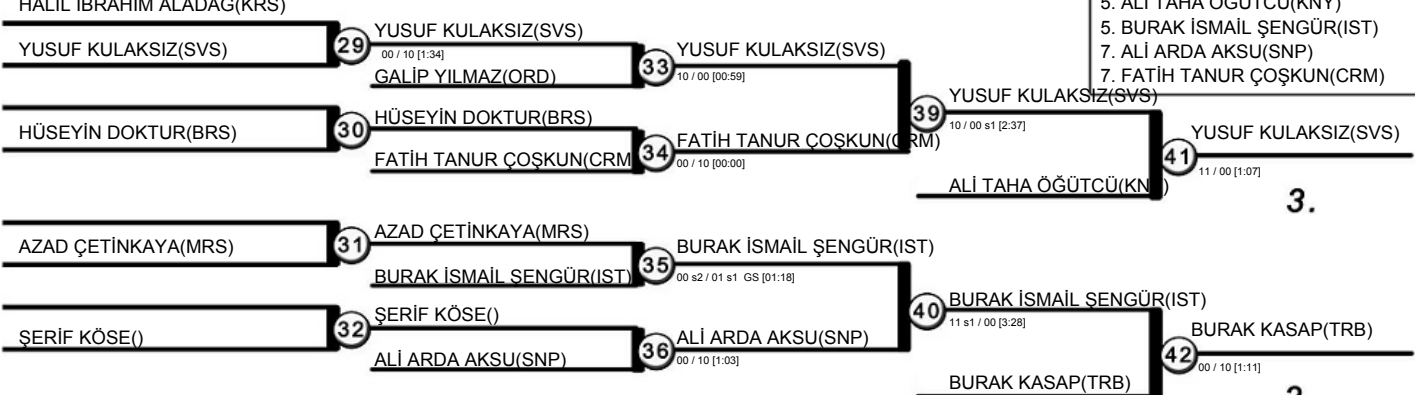 HALİL İBRAHİM ALADAĞ(KRS)
YUSUF KULAKSIZ(SVS)
29
YUSUF KULAKSIZ(SVS)
00 / 10 [1:34]
GALİP YILMAZ(ORD)
33
YUSUF KULAKSIZ(SVS)
10 / 00 [00:59]
HÜSEYİN DOKTUR(BRS)
30
HÜSEYİN DOKTUR(BRS)
FATİH TANUR ÇOŞKUN(CRM
34
FATİH TANUR ÇOŞKUN(CRM)
00 / 10 [00:00]
39
YUSUF KULAKSIZ(SVS)
10 / 00 s1 [2:37]
ALİ TAHA ÖĞÜTCÜ(KN
41
YUSUF KULAKSIZ(SVS)
11 / 00 [1:07]
3.
5. ALİ TAHA ÖĞÜTCÜ(KNY)
5. BURAK İSMAİL ŞENGÜR(IST)
7. ALİ ARDA AKSU(SNP)
7. FATİH TANUR ÇOŞKUN(CRM)
AZAD ÇETİNKAYA(MRS)
31
AZAD ÇETİNKAYA(MRS)
BURAK İSMAİL ŞENGÜR(IST)
35
BURAK İSMAİL ŞENGÜR(IST)
00 s2 / 01 s1 GS [01:18]
ŞERİF KÖSE()
32
ŞERİF KÖSE()
ALİ ARDA AKSU(SNP)
36
ALİ ARDA AKSU(SNP)
00 / 10 [1:03]
40
BURAK İSMAİL ŞENGÜR(IST)
11 s1 / 00 [3:28]
BURAK KASAP(TRB)
42
BURAK KASAP(TRB)
00 / 10 [1:11]